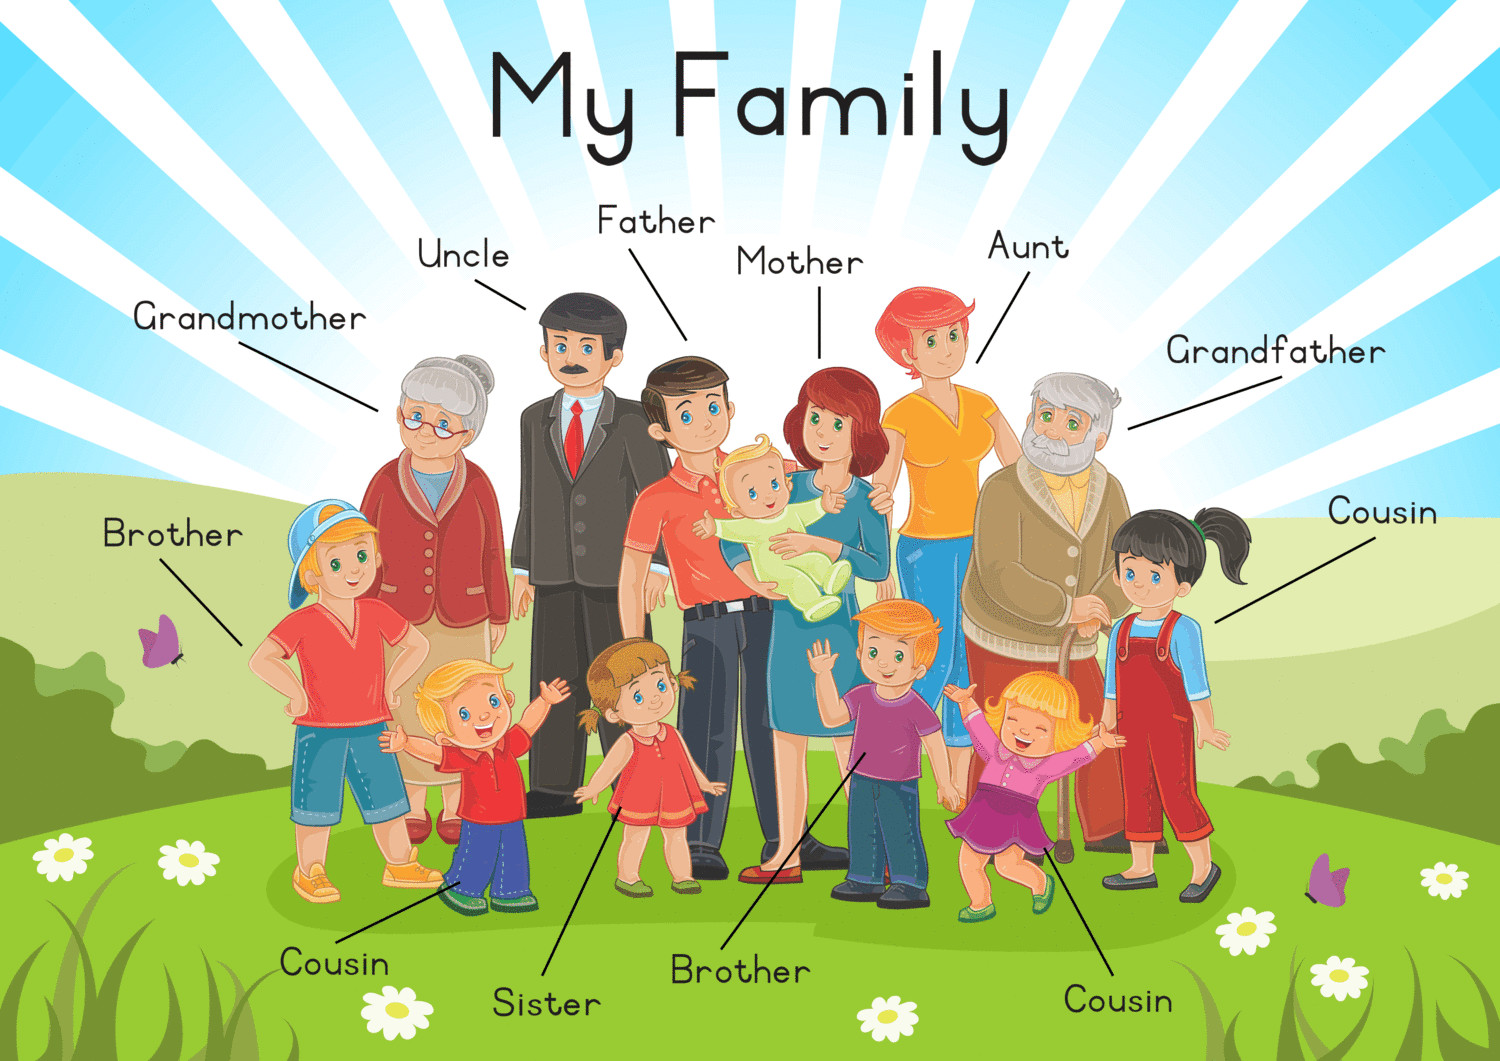 My Family
Father
Uncle
Mother
Aunt
Grandmother
Grandfather
Brother
Cousin
Cousin
Sister
Brother
Cousin